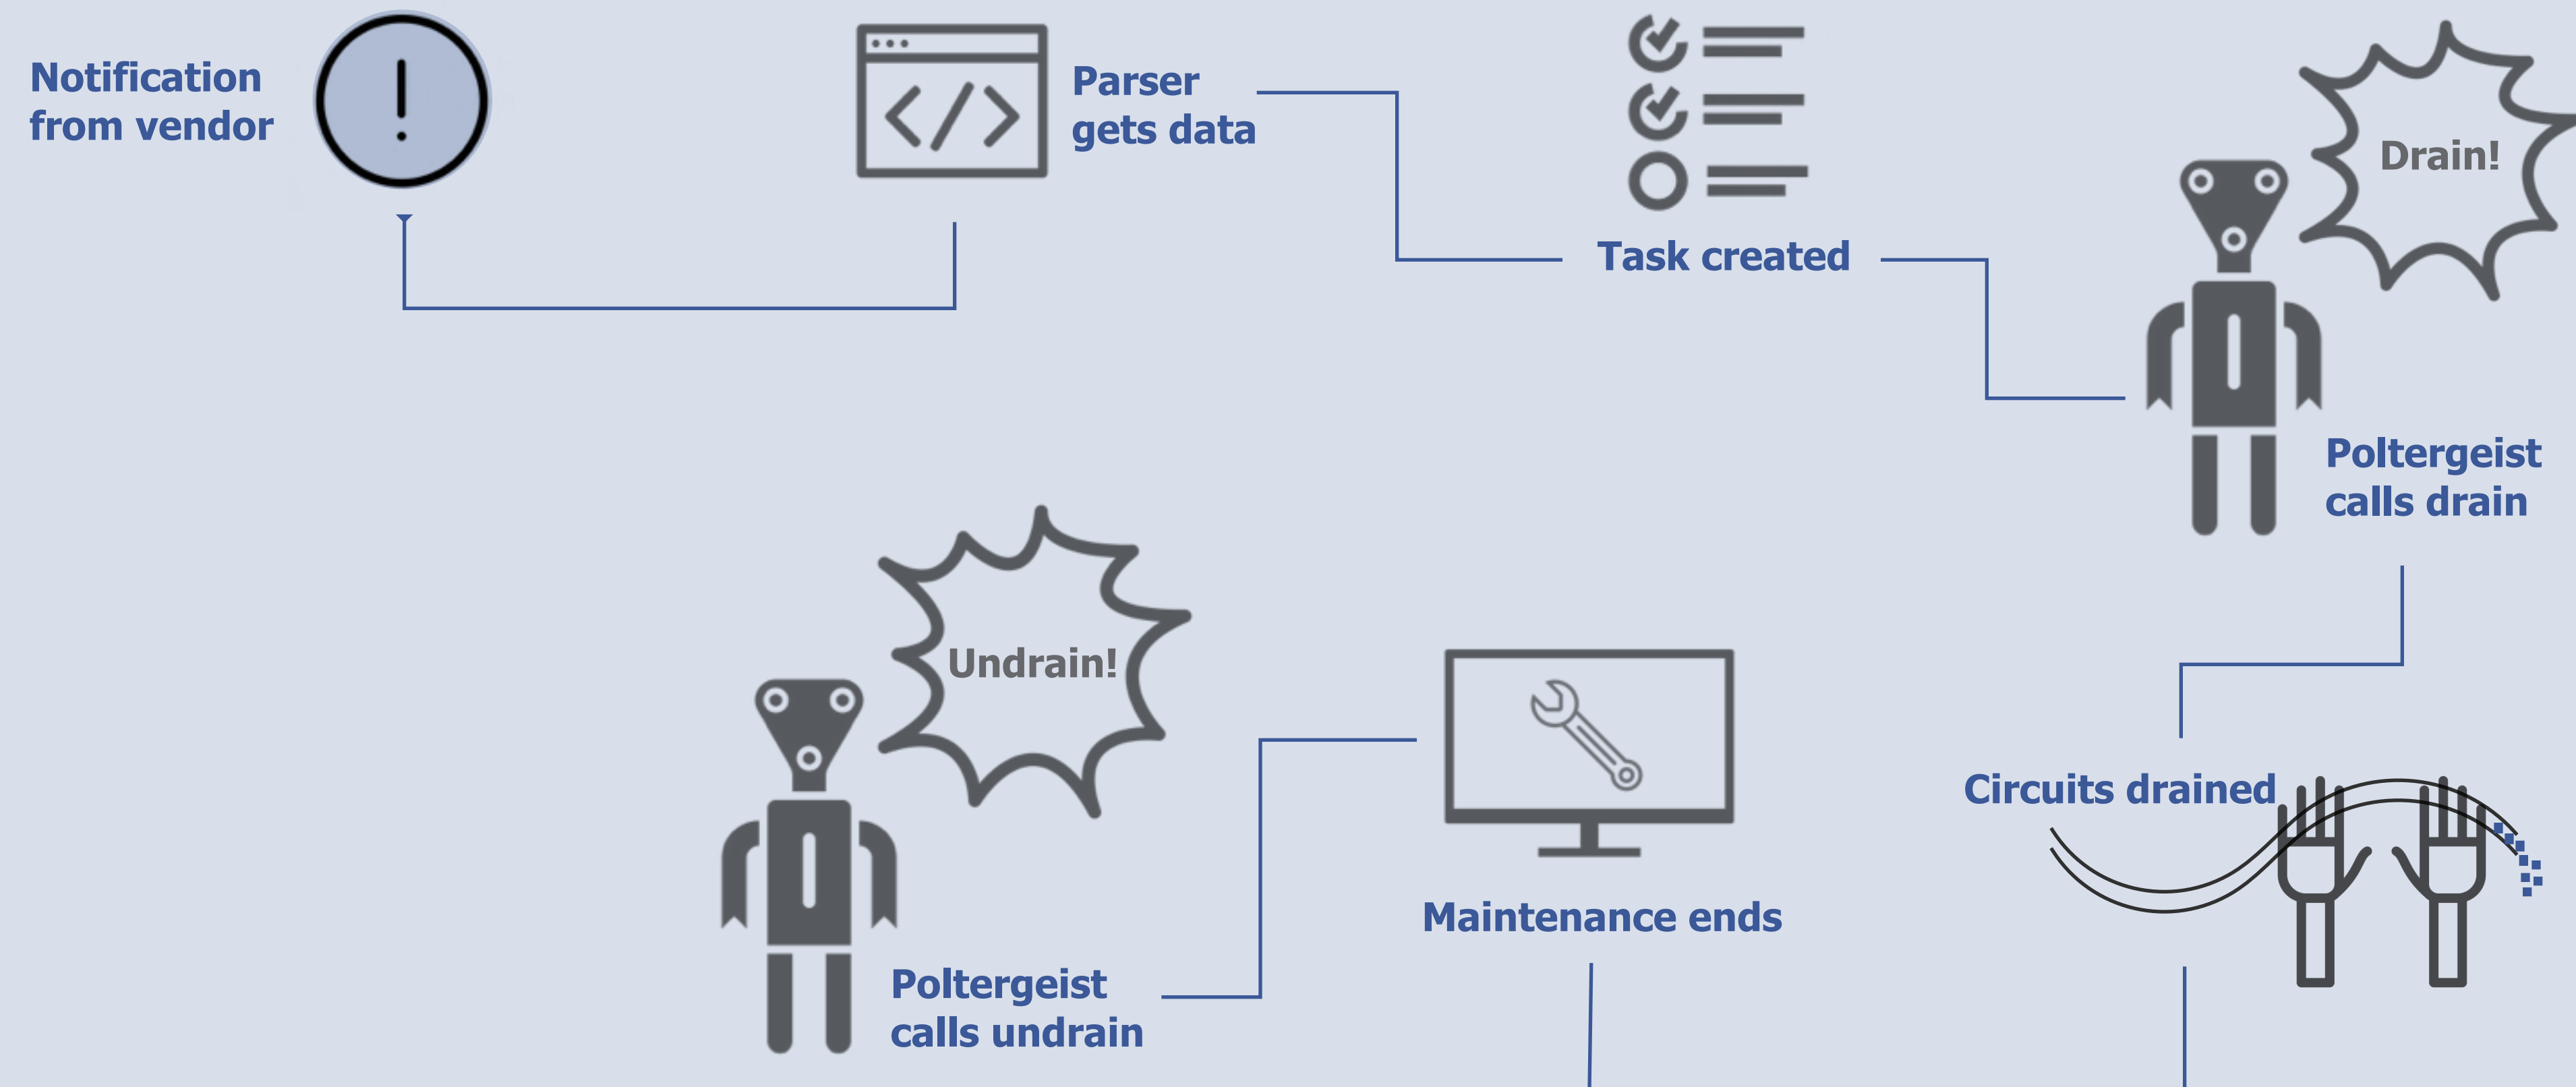 Notification
from vendor
Parser
gets data
Task created
Drain!
Poltergeist
calls drain
Circuits drained
Maintenance ends
Undrain!
Poltergeist
calls undrain